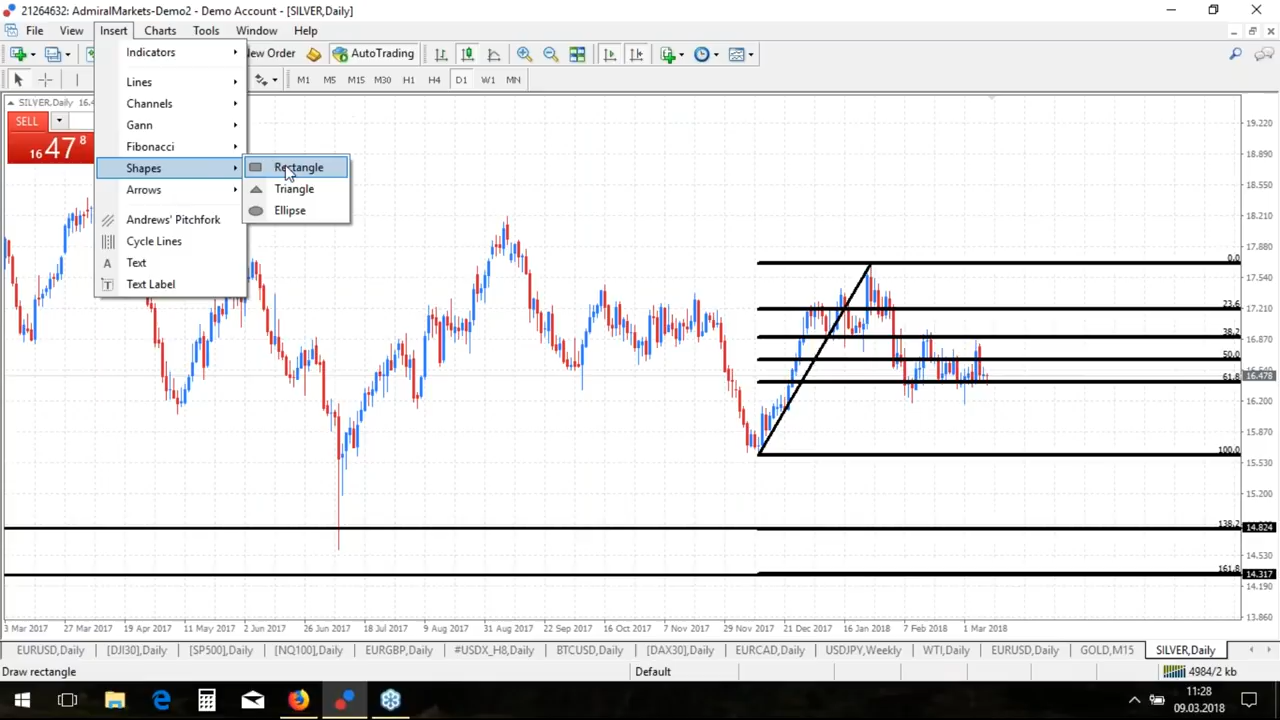 21264632: AdmiralMarkets-Demo2 - Demo Account - [SILVER,Daily]
File View Insert Charts Tools Window Help
New Order AutoTrading
M1 M5 M15 M30 H1 H4 D1 W1 MN
Indicators
Lines
Channels
Gann
Fibonacci
Shapes
Arrows
Andrews' Pitchfork
Cycle Lines
Text
Text Label
Rectangle
Triangle
Ellipse
SILVER,Daily 16.4
SELL
16 47 8
19.220
18.890
18.550
18.210
17.880
17.540
17.210
16.870
16.540
16.478
16.200
15.870
15.530
15.200
14.824
14.530
14.317
14.190
13.860
0.0
23.6
38.2
50.0
61.8
100.0
138.2
161.8
3 Mar 2017 27 Mar 2017 19 Apr 2017 11 May 2017 2 Jun 2017 26 Jun 2017 18 Jul 2017 9 Aug 2017 31 Aug 2017 22 Sep 2017 16 Oct 2017 7 Nov 2017 29 Nov 2017 21 Dec 2017 16 Jan 2018 7 Feb 2018 1 Mar 2018
EURUSD,Daily [DJI30],Daily [SP500],Daily [NQ100],Daily EURGBP,Daily #USDX_H8,Daily BTCUSD,Daily [DAX30],Daily EURCAD,Daily USDJPY,Weekly WTI,Daily EURUSD,Daily GOLD,M15 SILVER,Daily
Draw rectangle Default 4984/2 kb
11:28
09.03.2018